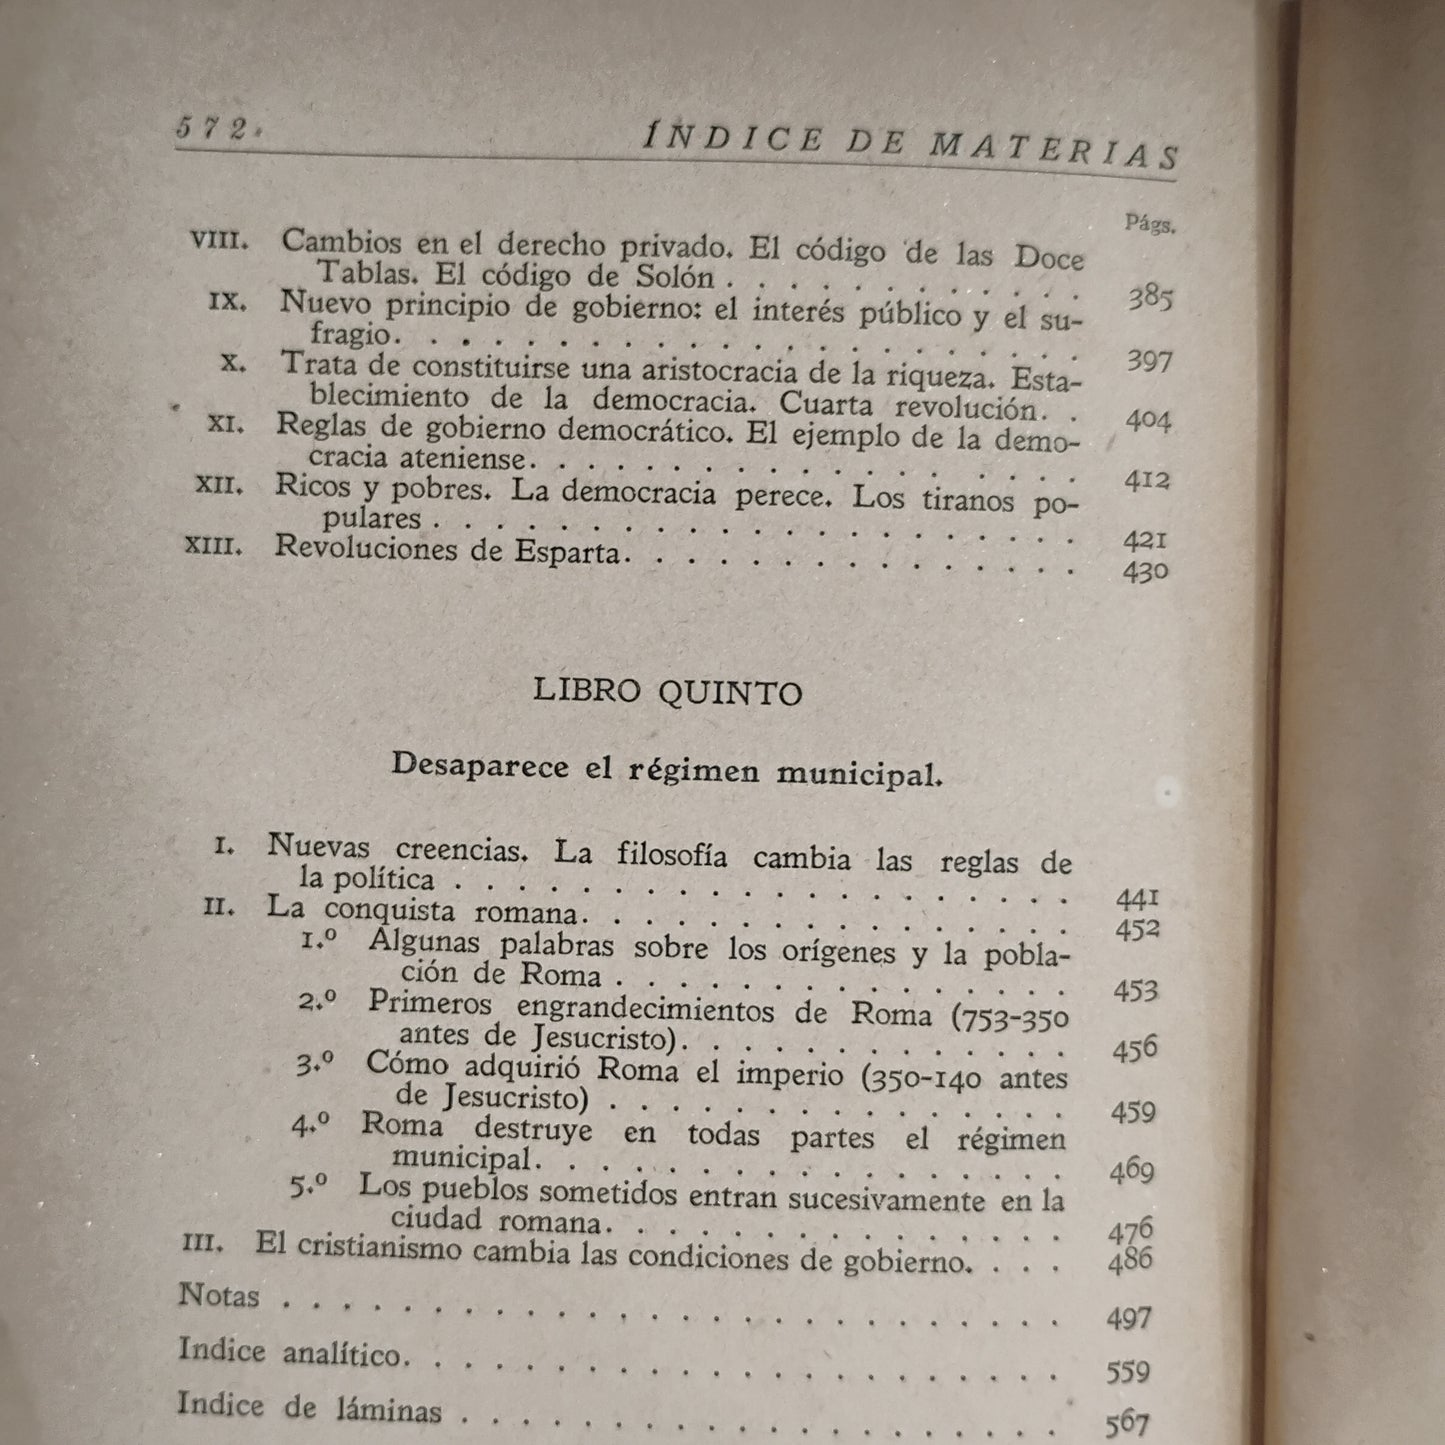 572
ÍNDICE DE MATERIAS
Págs.
VIII. Cambios en el derecho privado. El código de las Doce
Tablas. El código de Solón . . . . . . . . . . . . 385
IX. Nuevo principio de gobierno: el interés público y el su-
fragio. . . . . . . . . . . . . . . . . . . . . 397
X. Trata de constituirse una aristocracia de la riqueza. Esta-
blecimiento de la democracia. Cuarta revolución. . 404
XI. Reglas de gobierno democrático. El ejemplo de la demo-
cracia ateniense. . . . . . . . . . . . . . . . . 412
XII. Ricos y pobres. La democracia perece. Los tiranos po-
pulares . . . . . . . . . . . . . . . . . . . . 421
XIII. Revoluciones de Esparta. . . . . . . . . . . . . . 430
LIBRO QUINTO
Desaparece el régimen municipal.
I. Nuevas creencias. La filosofía cambia las reglas de
la política . . . . . . . . . . . . . . . . . . . 441
II. La conquista romana. . . . . . . . . . . . . . . 452
1.º Algunas palabras sobre los orígenes y la pobla-
ción de Roma . . . . . . . . . . . . . . 453
2.º Primeros engrandecimientos de Roma (753-350
antes de Jesucristo). . . . . . . . . . . . . 456
3.º Cómo adquirió Roma el imperio (350-140 antes
de Jesucristo) . . . . . . . . . . . . . . . 459
4.º Roma destruye en todas partes el régimen
municipal. . . . . . . . . . . . . . . . . 469
5.º Los pueblos sometidos entran sucesivamente en la
ciudad romana. . . . . . . . . . . . . . . 476
III. El cristianismo cambia las condiciones de gobierno. . . . 486
Notas . . . . . . . . . . . . . . . . . . . . . . . . . 497
Indice analítico. . . . . . . . . . . . . . . . . . . . . 559
Indice de láminas . . . . . . . . . . . . . . . . . . . 567